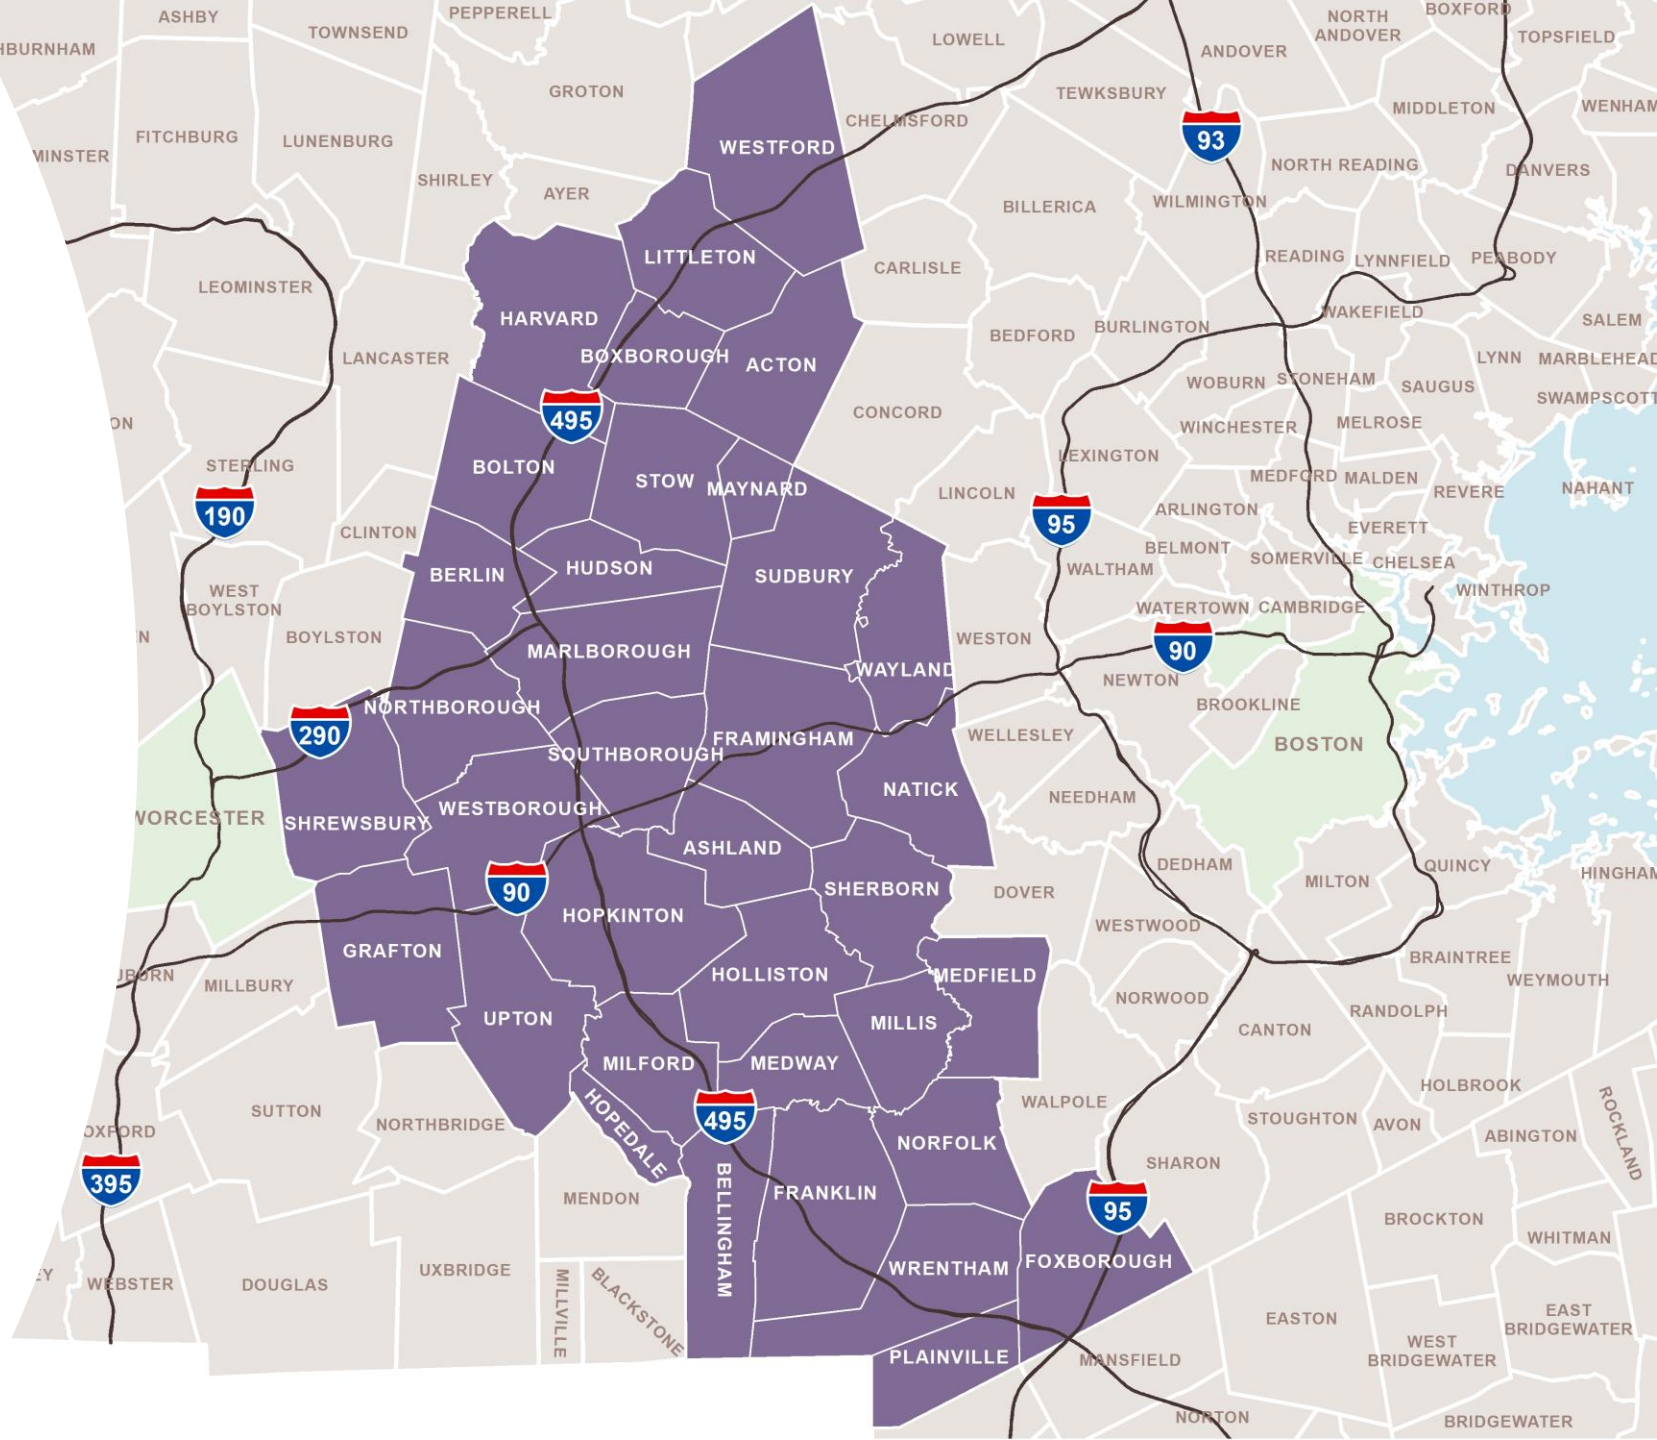 ASHBY
TOWNSEND
PEPPERELL
LOWELL
ANDOVER
NORTH
ANDOVER
BOXFORD
TOPSFIELD
HBURNHAM
GROTON
TEWKSBURY
MIDDLETON
WENHAM
FITCHBURG
LUNENBURG
CHELMSFORD
93
MINSTER
WESTFORD
NORTH READING
DANVERS
SHIRLEY
AYER
BILLERICA
WILMINGTON
LITTLETON
CARLISLE
READING
LYNNFIELD
PEABODY
LEOMINSTER
HARVARD
BEDFORD
BURLINGTON
WAKEFIELD
SALEM
LANCASTER
BOXBOROUGH
ACTON
LYNN
MARBLEHEAD
WOBURN
STONEHAM
SAUGUS
SWAMPSCOTT
ON
495
CONCORD
WINCHESTER
MELROSE
STERLING
BOLTON
STOW
MAYNARD
LEXINGTON
MEDFORD
MALDEN
REVERE
NAHANT
190
LINCOLN
95
ARLINGTON
EVERETT
CLINTON
BELMONT
SOMERVILLE
CHELSEA
BERLIN
HUDSON
SUDBURY
WALTHAM
WINTHROP
WEST
BOYLSTON
WATERTOWN
CAMBRIDGE
EN
BOYLSTON
MARLBOROUGH
WESTON
90
WAYLAND
NEWTON
290
NORTHBOROUGH
BROOKLINE
SOUTHBOROUGH
FRAMINGHAM
WELLESLEY
BOSTON
NATICK
NEEDHAM
WORCESTER
SHREWSBURY
WESTBOROUGH
ASHLAND
DEDHAM
QUINCY
HINGHAM
90
SHERBORN
DOVER
MILTON
HOPKINTON
WESTWOOD
GRAFTON
BRAINTREE
UBURN
MILLBURY
HOLLISTON
MEDFIELD
NORWOOD
WEYMOUTH
UPTON
MILLIS
CANTON
RANDOLPH
MILFORD
MEDWAY
HOLBROOK
SUTTON
NORTHBRIDGE
HOPEDALE
495
WALPOLE
STOUGHTON
AVON
ABINGTON
ROCKLAND
OXFORD
NORFOLK
SHARON
395
MENDON
BELLINGHAM
FRANKLIN
95
BROCKTON
WHITMAN
EY
WEBSTER
DOUGLAS
UXBRIDGE
MILLVILLE
BLACKSTONE
WRENTHAM
FOXBOROUGH
EASTON
EAST
BRIDGEWATER
PLAINVILLE
MANSFIELD
WEST
BRIDGEWATER
NORTON
BRIDGEWATER